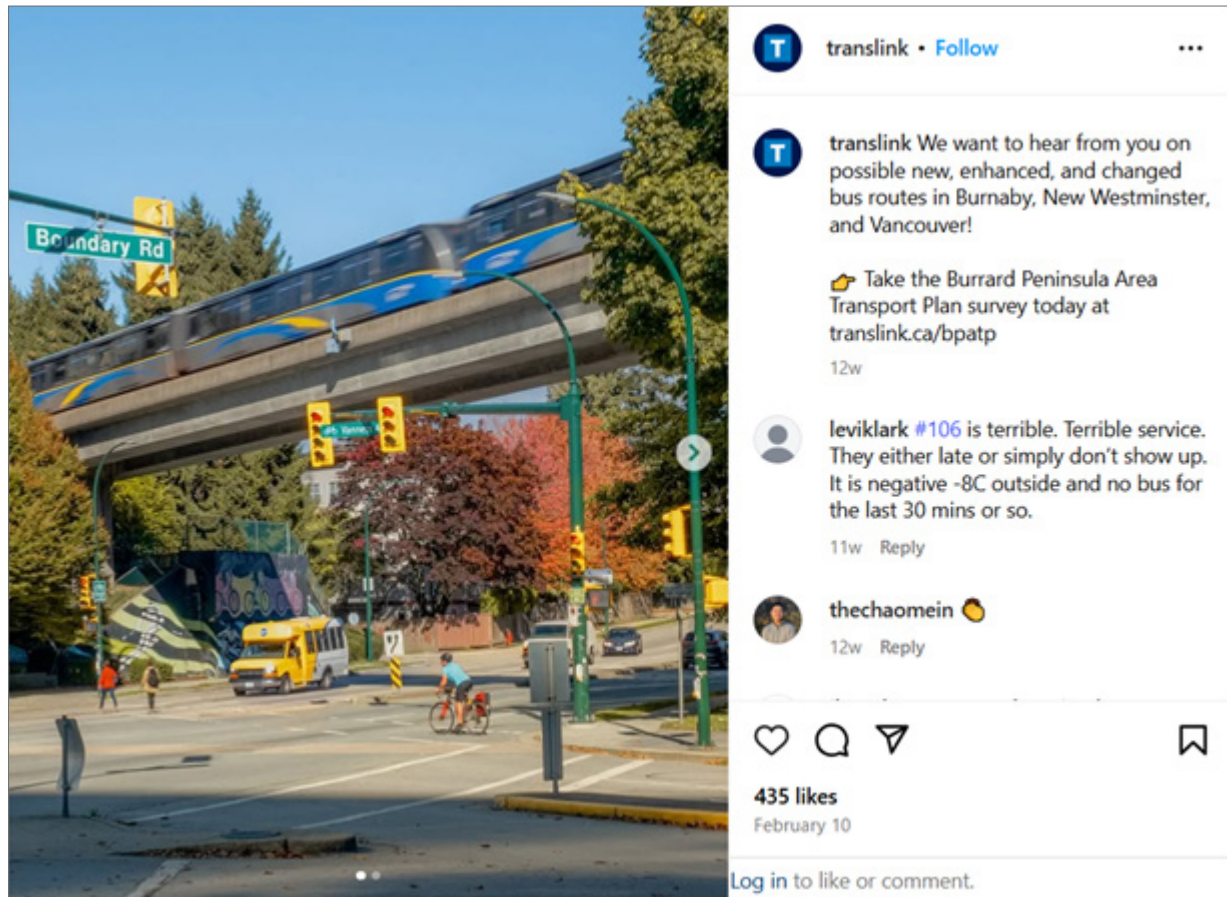 Boundary Rd
T
translink • Follow
T
translink We want to hear from you on
possible new, enhanced, and changed
bus routes in Burnaby, New Westminster,
and Vancouver!
👉 Take the Burrard Peninsula Area
Transport Plan survey today at
translink.ca/bpatp
12w
leviklark #106 is terrible. Terrible service.
They either late or simply don't show up.
It is negative -8C outside and no bus for
the last 30 mins or so.
11w Reply
thechaomein 👏
12w Reply
435 likes
February 10
Log in to like or comment.